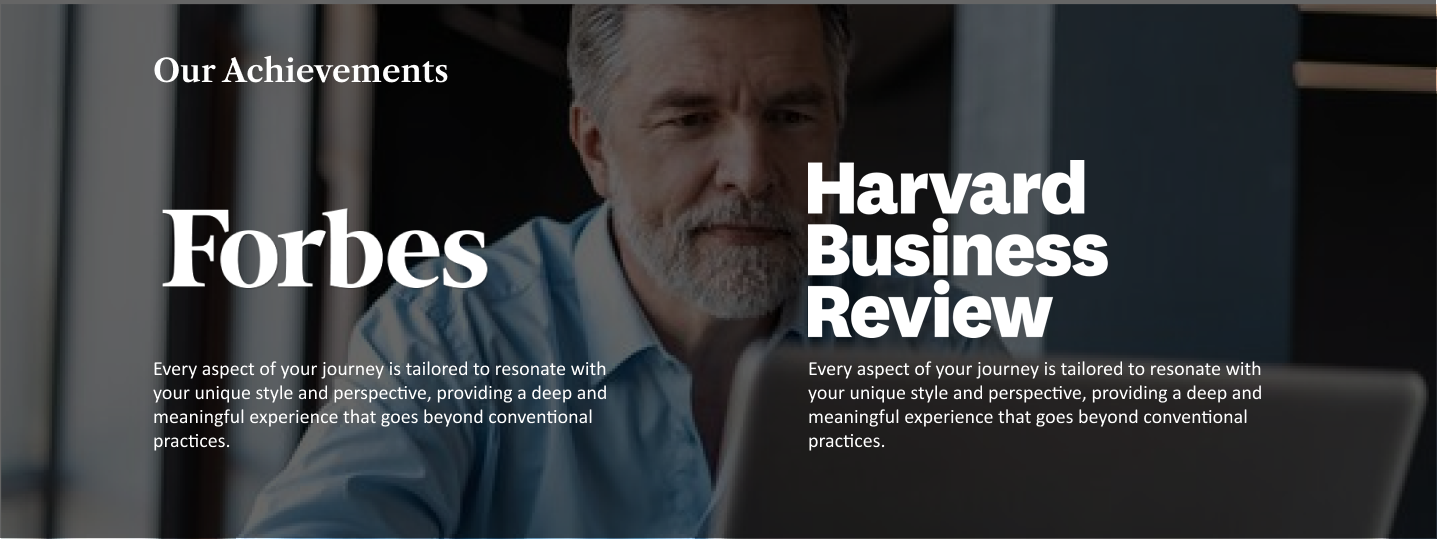 Our Achievements
Forbes
Every aspect of your journey is tailored to resonate with
your unique style and perspective, providing a deep and
meaningful experience that goes beyond conventional
practices.
Harvard
Business
Review
Every aspect of your journey is tailored to resonate with
your unique style and perspective, providing a deep and
meaningful experience that goes beyond conventional
practices.